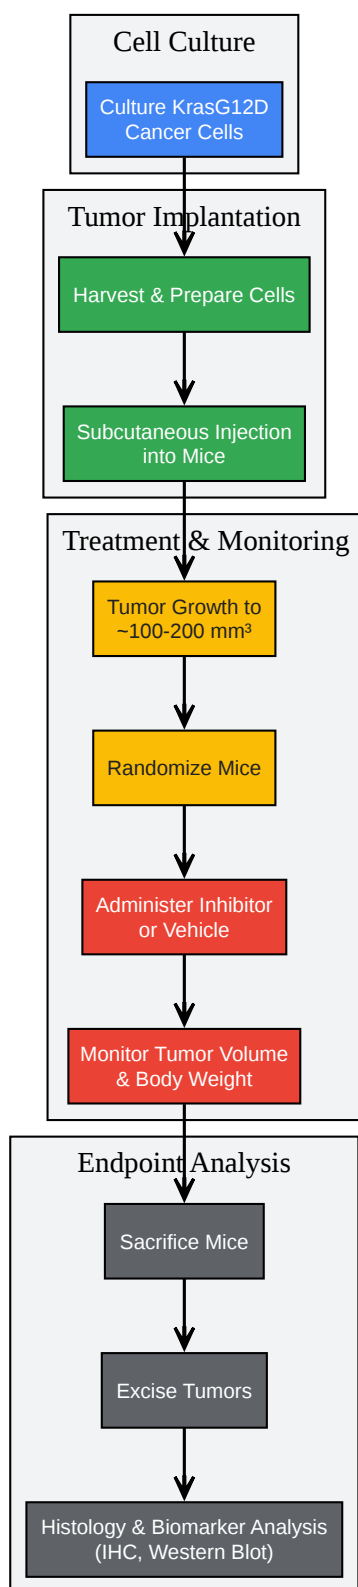 Cell Culture
Culture KrasG12D
Cancer Cells
Tumor Implantation
Harvest & Prepare Cells
Subcutaneous Injection
into Mice
Treatment & Monitoring
Tumor Growth to
~100-200 mm³
Randomize Mice
Administer Inhibitor
or Vehicle
Monitor Tumor Volume
& Body Weight
Endpoint Analysis
Sacrifice Mice
Excise Tumors
Histology & Biomarker Analysis
(IHC, Western Blot)